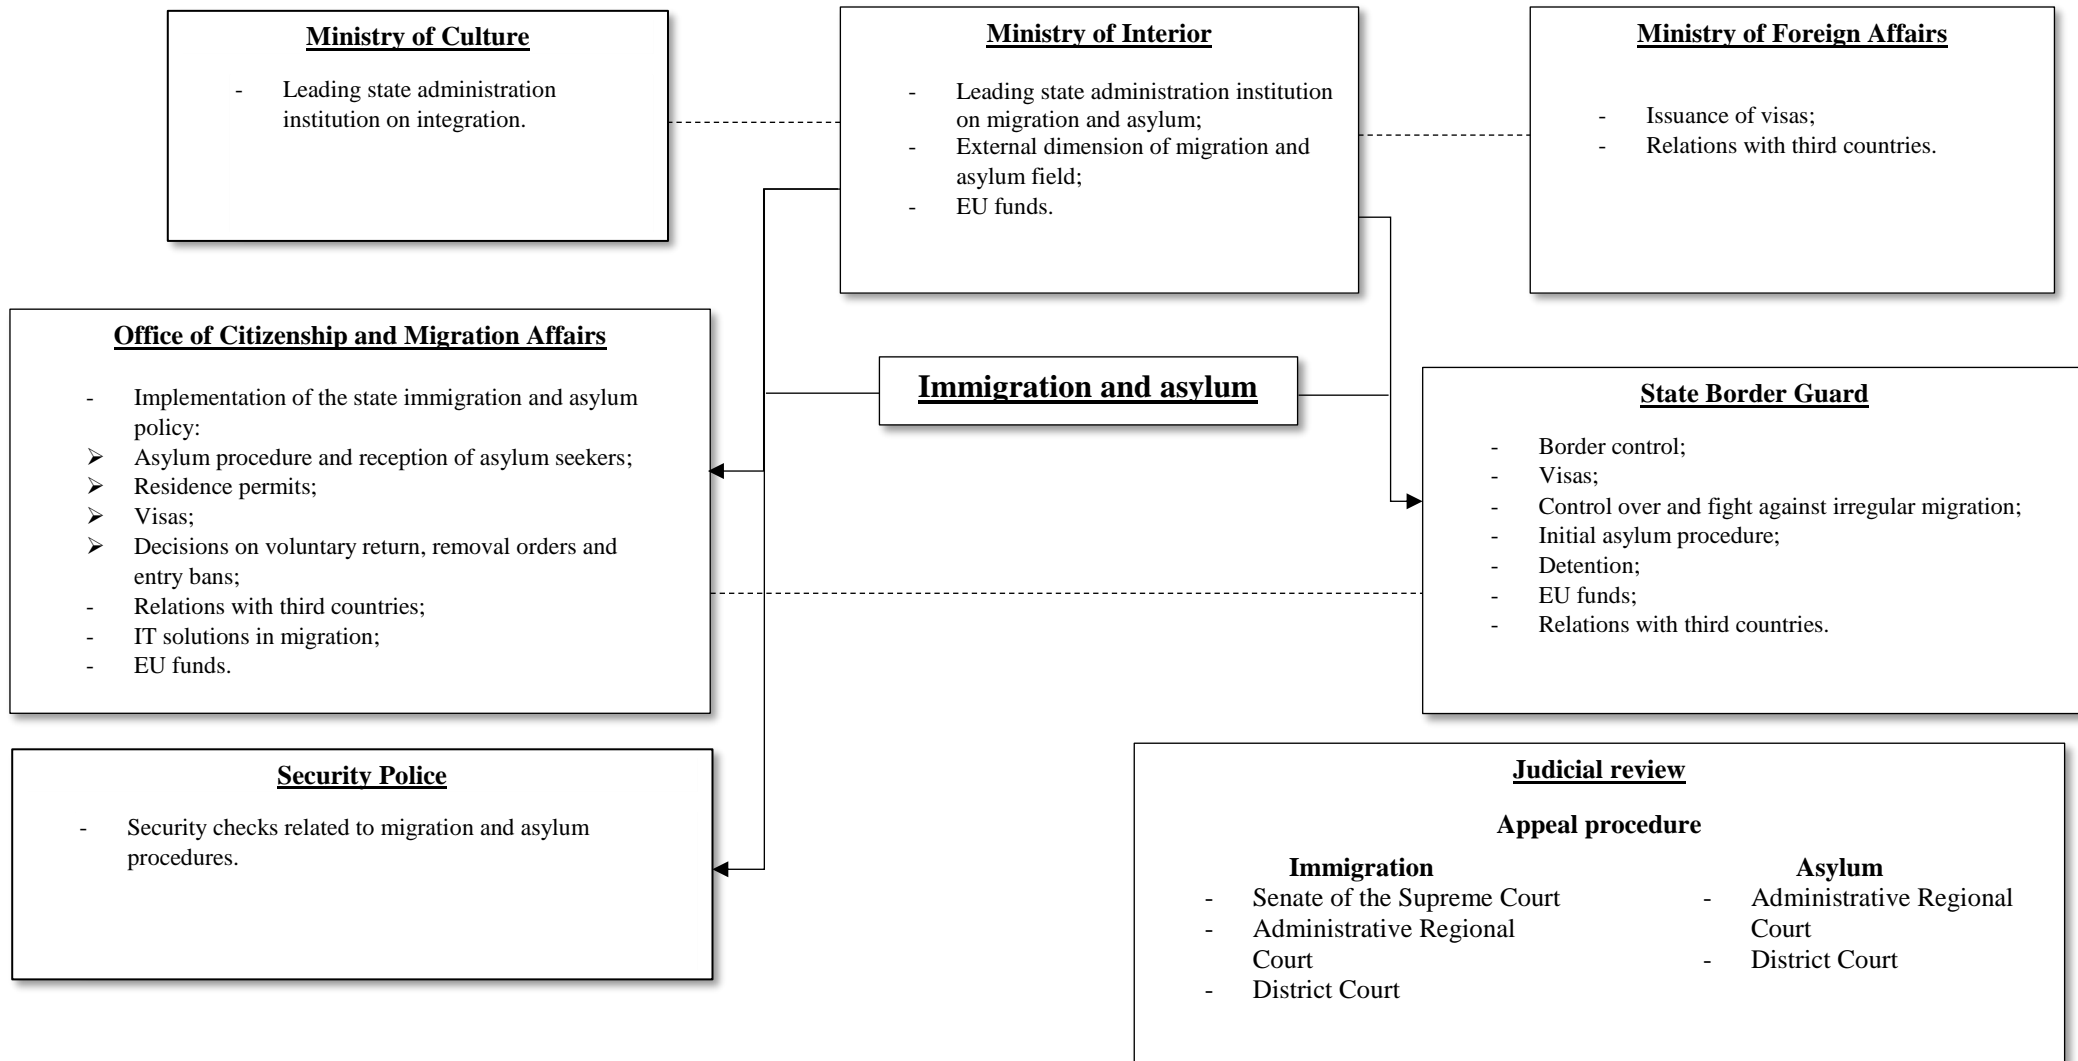 Ministry of Culture
- Leading state administration
institution on integration.
Ministry of Interior
- Leading state administration institution
on migration and asylum;
- External dimension of migration and
asylum field;
- EU funds.
Ministry of Foreign Affairs
- Issuance of visas;
- Relations with third countries.
Office of Citizenship and Migration Affairs
- Implementation of the state immigration and asylum
policy:
➢ Asylum procedure and reception of asylum seekers;
➢ Residence permits;
➢ Visas;
➢ Decisions on voluntary return, removal orders and
entry bans;
- Relations with third countries;
- IT solutions in migration;
- EU funds.
Immigration and asylum
State Border Guard
- Border control;
- Visas;
- Control over and fight against irregular migration;
- Initial asylum procedure;
- Detention;
- EU funds;
- Relations with third countries.
Security Police
- Security checks related to migration and asylum
procedures.
Judicial review
Appeal procedure
Immigration
- Senate of the Supreme Court
- Administrative Regional
Court
- District Court
Asylum
- Administrative Regional
Court
- District Court